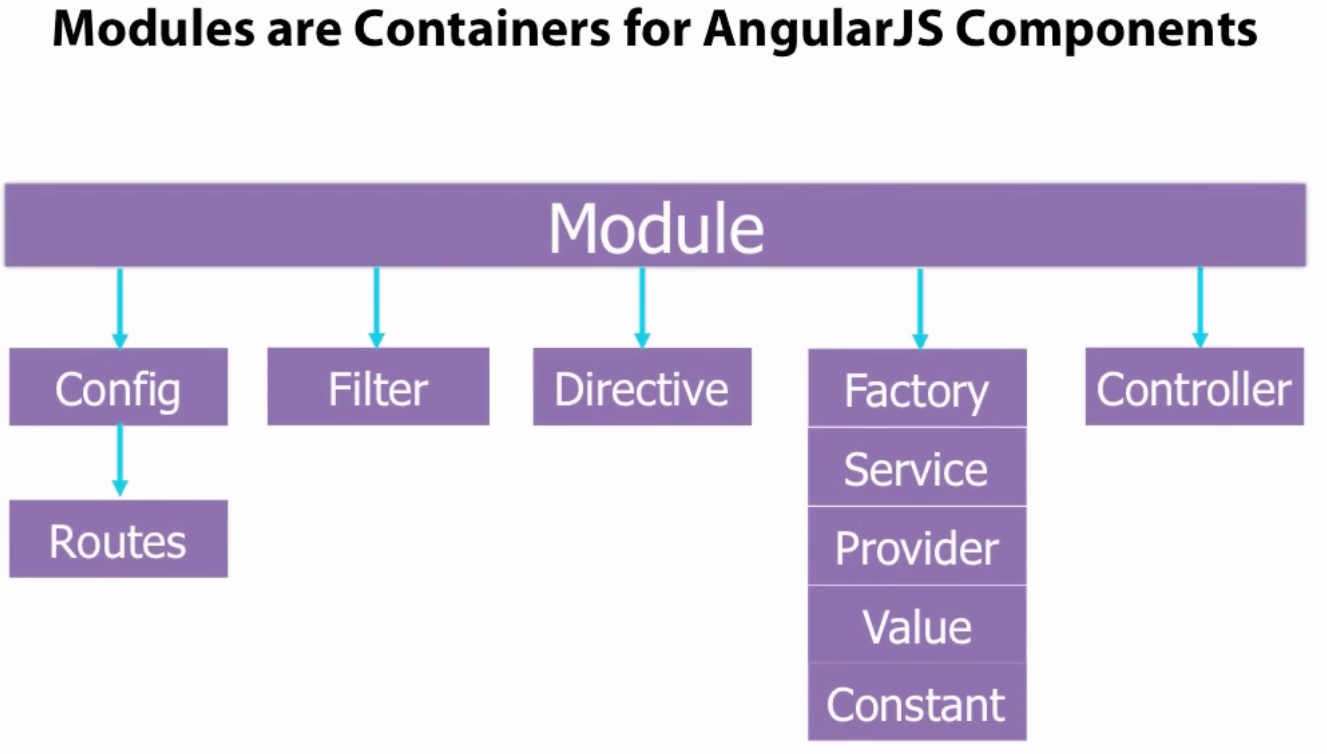 Modules are Containers for AngularJS Components
Module
Config
Filter
Directive
Factory
Controller
Service
Provider
Value
Constant
Routes